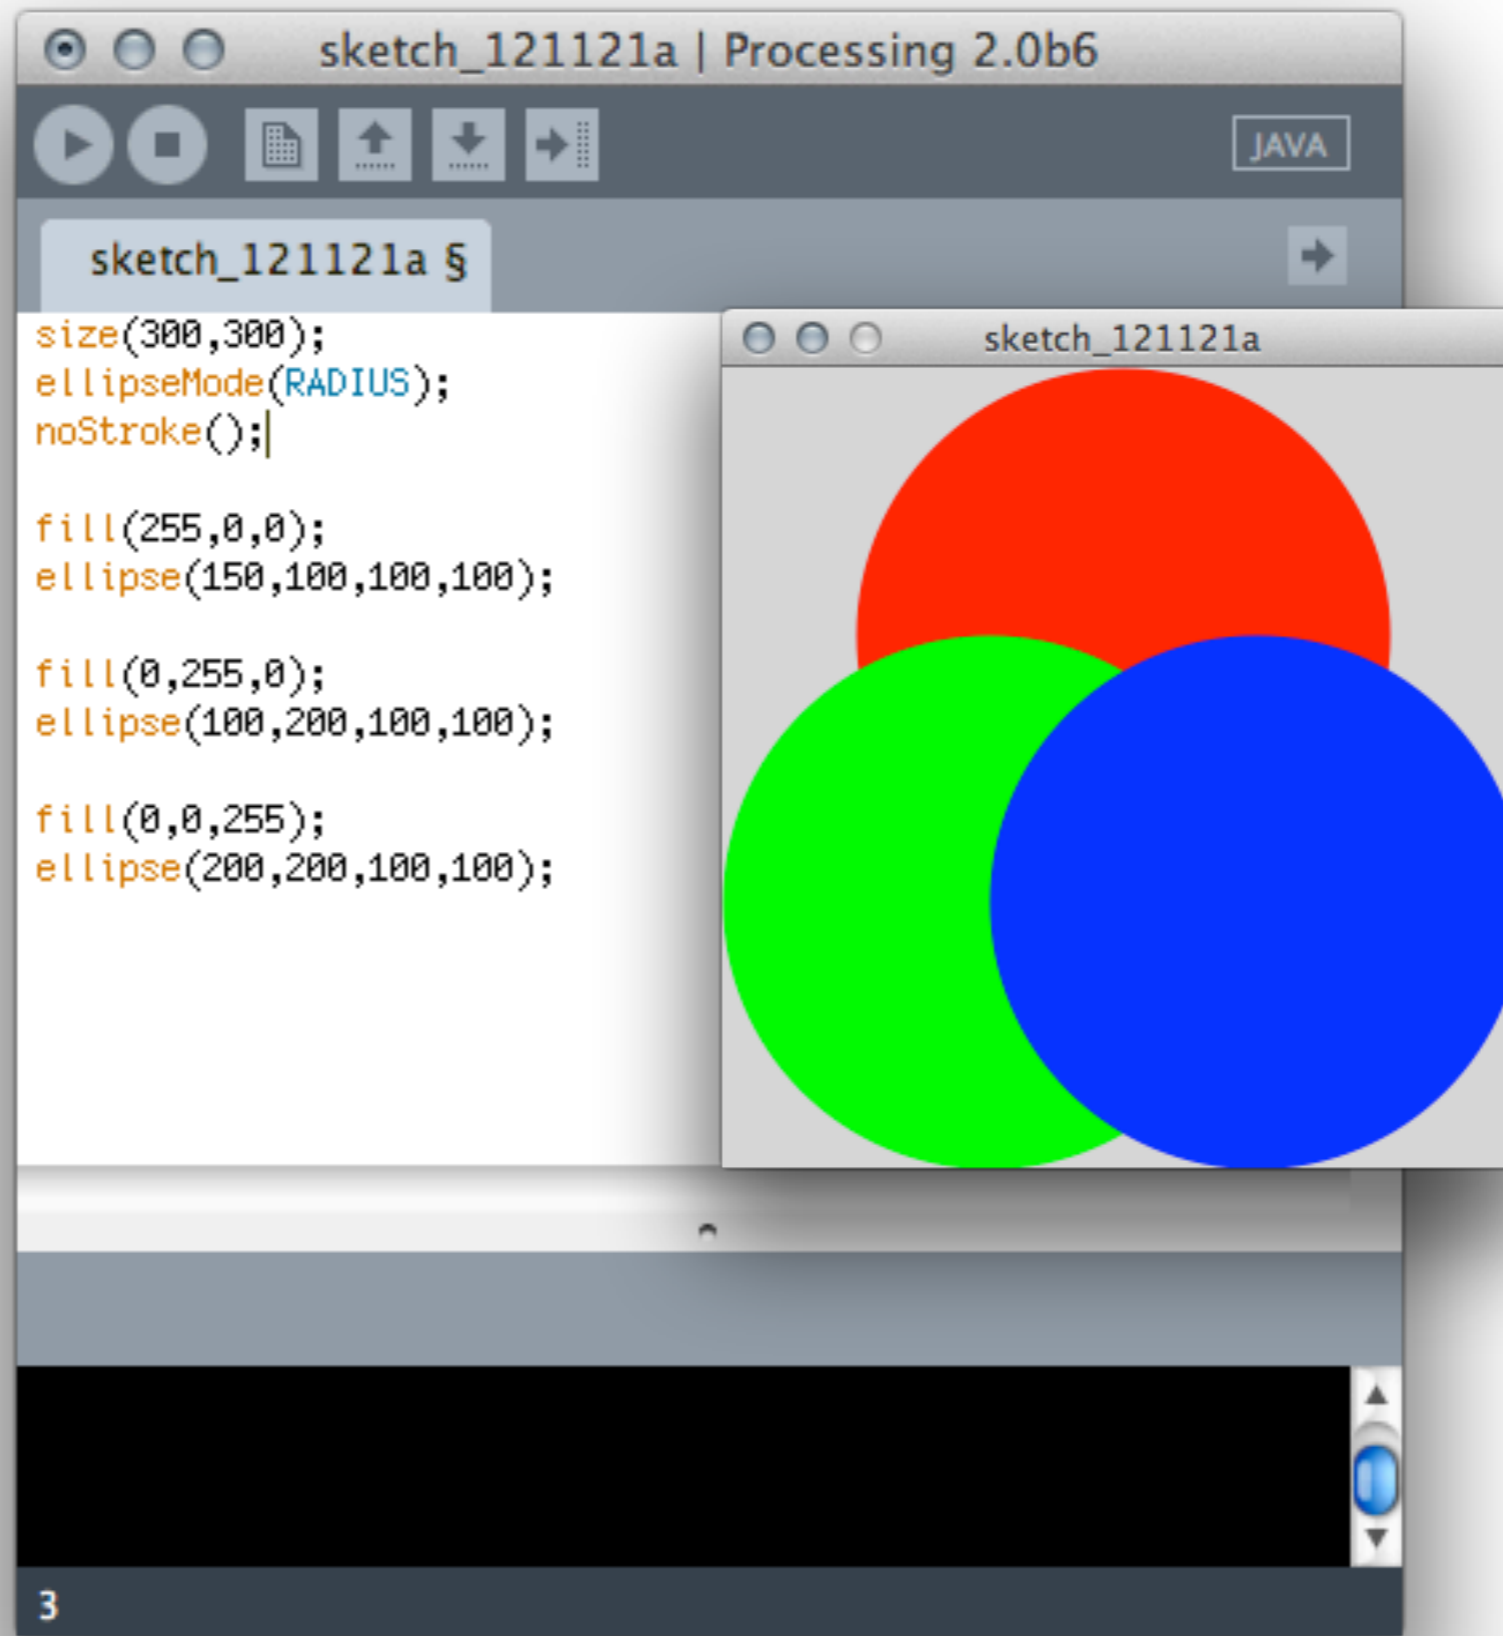 sketch_121121a | Processing 2.0b6
JAVA
sketch_121121a §
size(300,300);
ellipseMode(RADIUS);
noStroke();
fill(255,0,0);
ellipse(150,100,100,100);
fill(0,255,0);
ellipse(100,200,100,100);
fill(0,0,255);
ellipse(200,200,100,100);
sketch_121121a
3